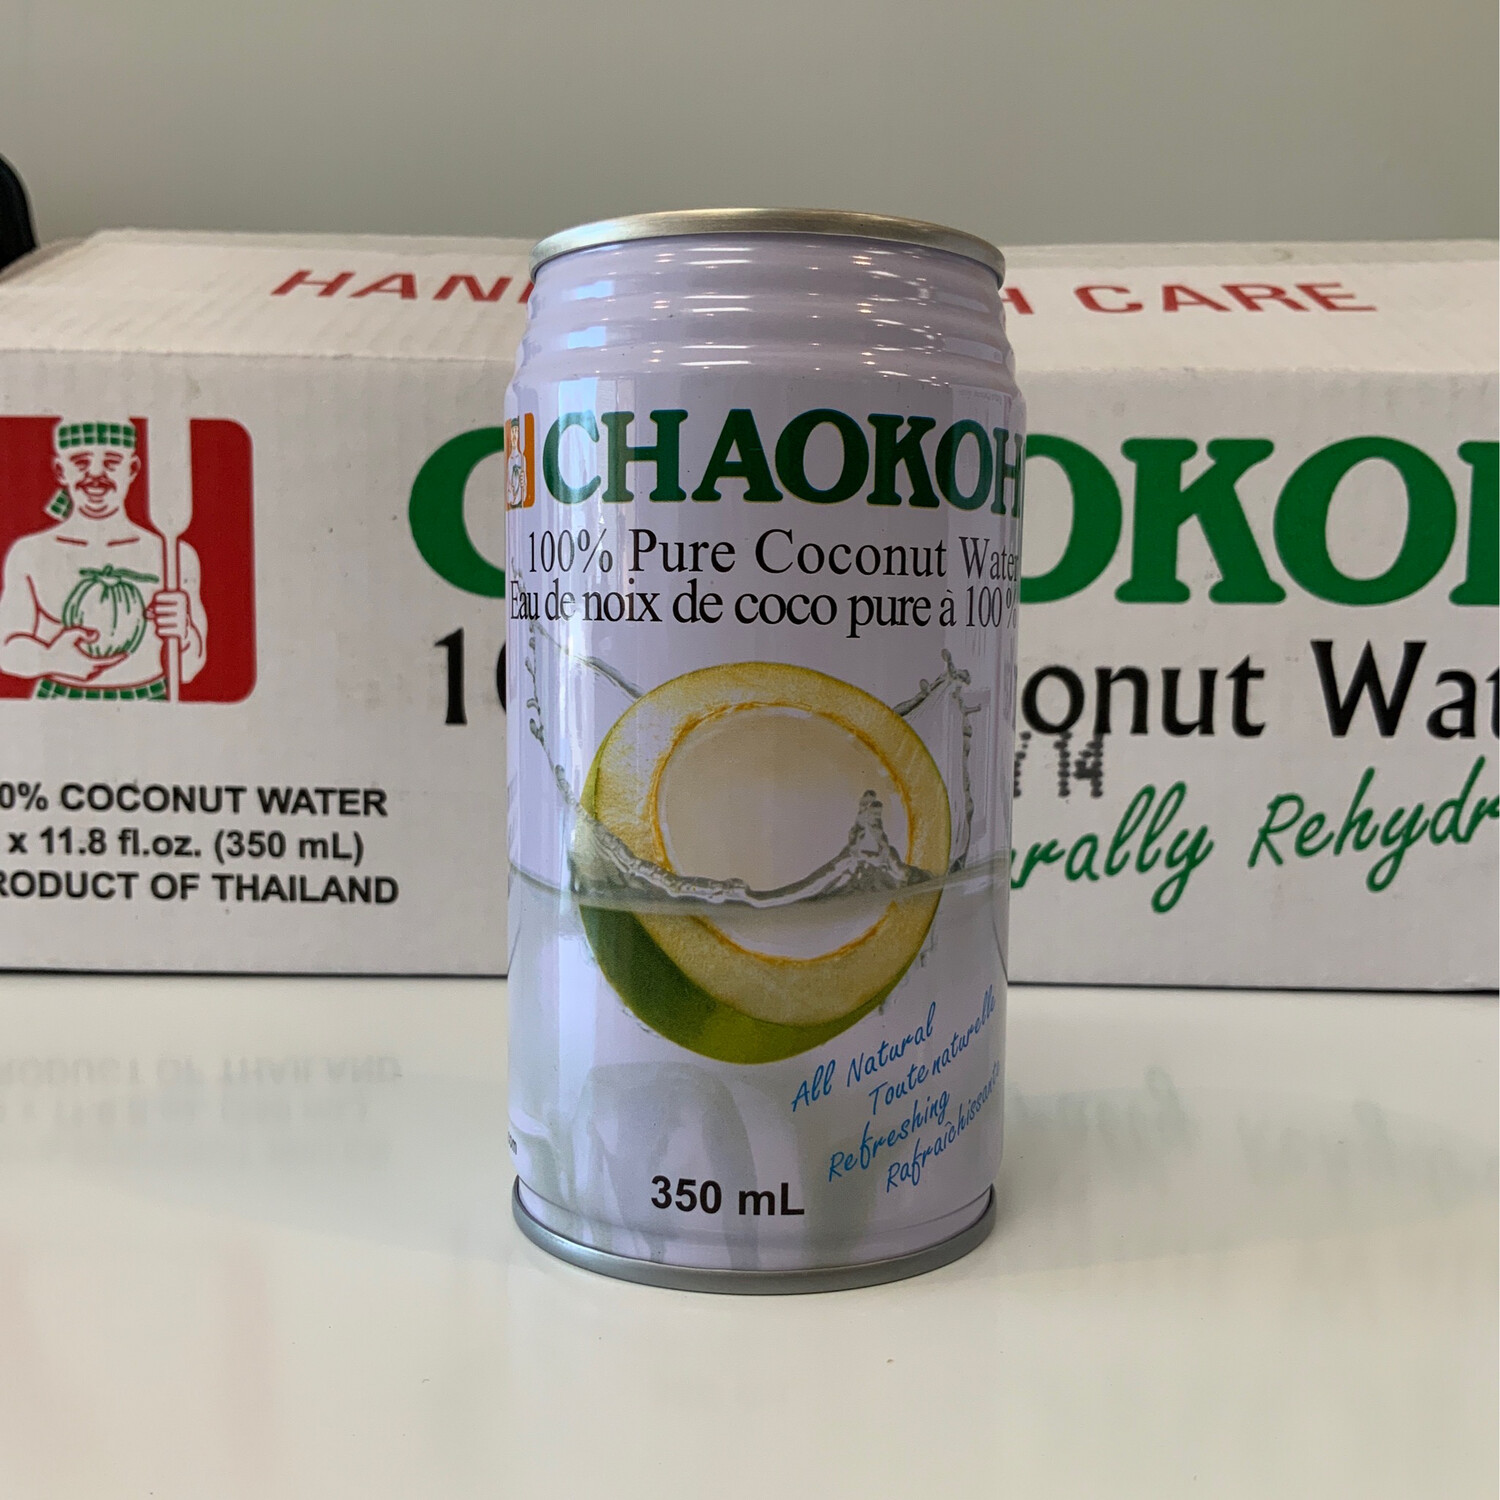 HAN H CARE
CHAOKOH
100% Pure Coconut Water
Eau de noix de coco pure à 100%
All Natural
Toute naturelle
Refreshing
Rafraîchissante
350 mL
C OKO
1 onut Wat
rally Rehydr
0% COCONUT WATER
x 11.8 fl.oz. (350 mL)
RODUCT OF THAILAND